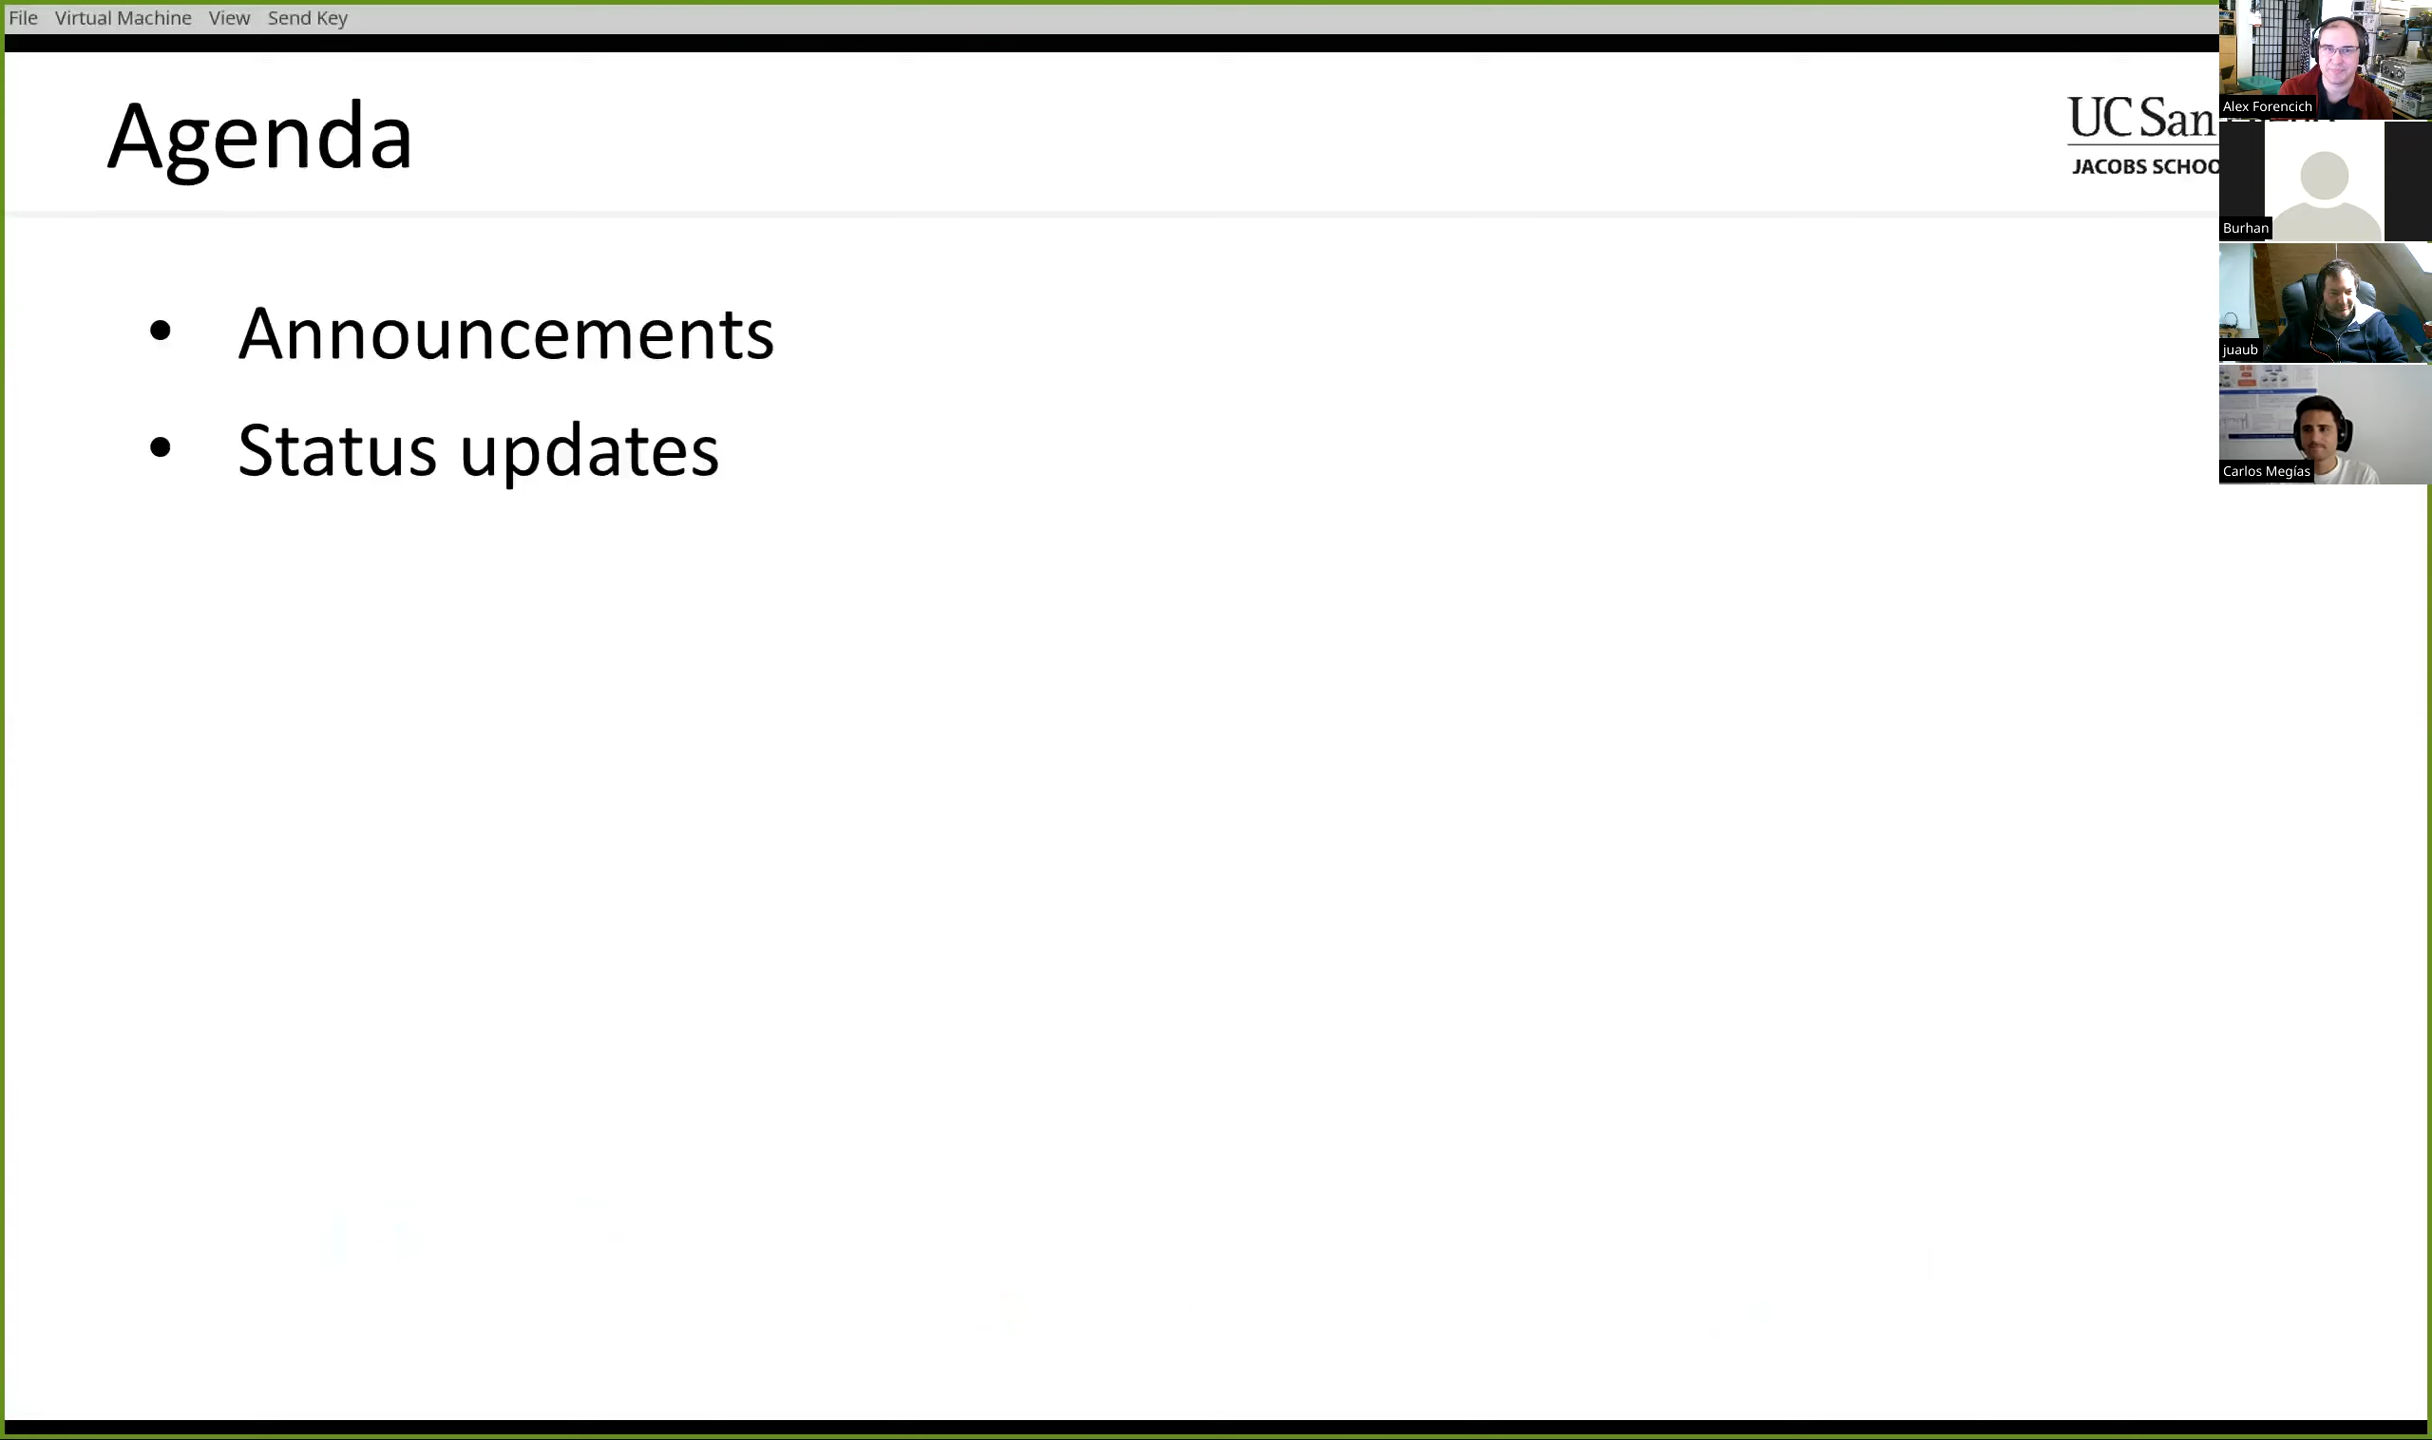 File Virtual Machine View Send Key
Agenda
UC San
JACOBS SCHOO
• Announcements
• Status updates
Alex Forencich
Burhan
juaub
Carlos Megías